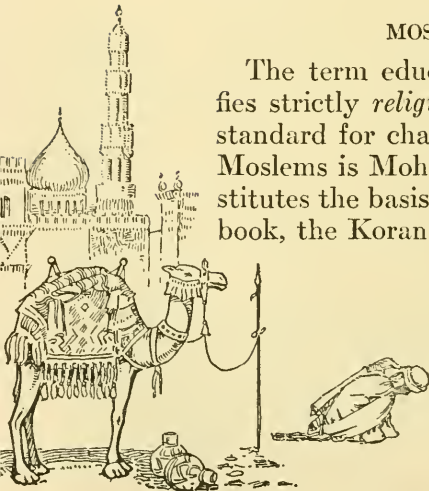 MOS
The term educ
fies strictly relig
standard for cha
Moslems is Moh
stitutes the basis
book, the Koran